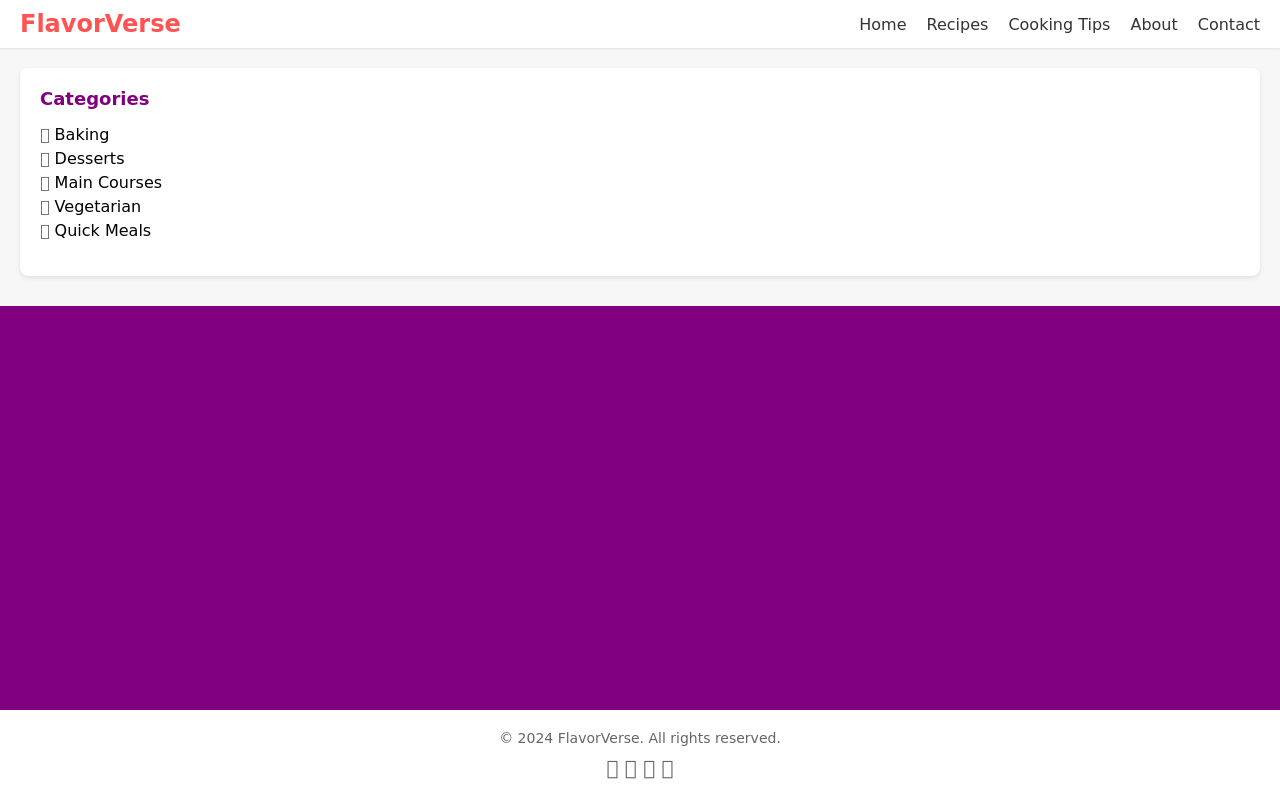 FlavorVerse
Home Recipes Cooking Tips About Contact
Categories
Baking
Desserts
Main Courses
Vegetarian
Quick Meals
© 2024 FlavorVerse. All rights reserved.